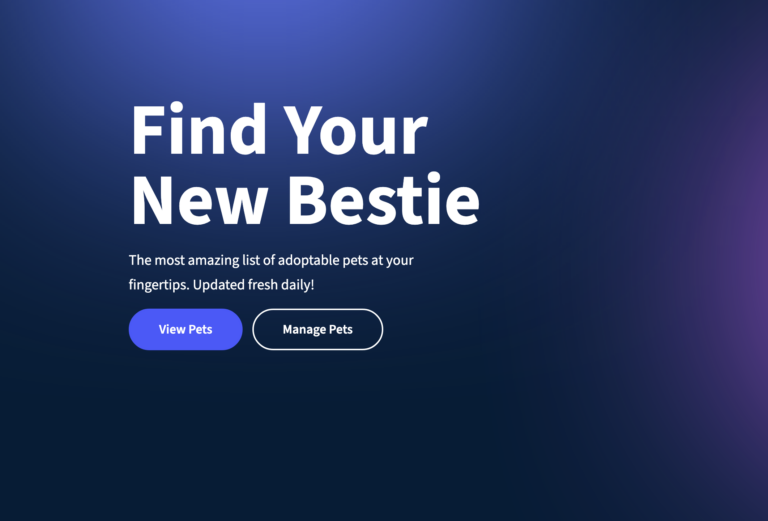 Find Your
New Bestie
The most amazing list of adoptable pets at your
fingertips. Updated fresh daily!
View Pets
Manage Pets